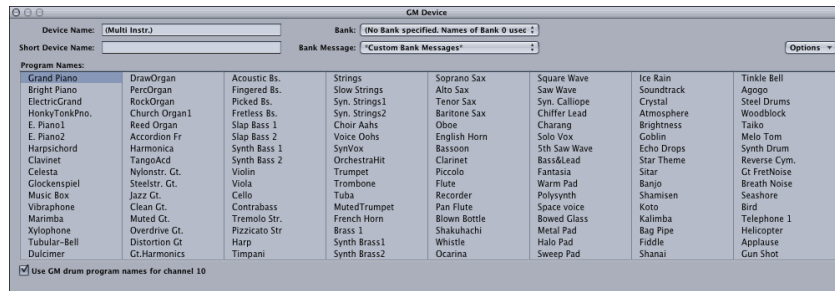 GM Device
Device Name: (Multi Instr.) Bank: (No Bank specified. Names of Bank 0 used
Short Device Name: Bank Message: *Custom Bank Messages* Options
Program Names:
Grand Piano DrawOrgan Acoustic Bs. Strings Soprano Sax Square Wave Ice Rain Tinkle Bell
Bright Piano PercOrgan Fingered Bs. Slow Strings Alto Sax Saw Wave Soundtrack Agogo
ElectricGrand RockOrgan Picked Bs. Syn. Strings1 Tenor Sax Syn. Calliope Crystal Steel Drums
HonkyTonkPno. Church Organ1 Fretless Bs. Syn. Strings2 Baritone Sax Chiffer Lead Atmosphere Woodblock
E. Piano1 Reed Organ Slap Bass 1 Choir Aahs Oboe Charang Brightness Taiko
E. Piano2 Accordion Fr Slap Bass 2 Voice Oohs English Horn Solo Vox Goblin Melo Tom
Harpsichord Harmonica Synth Bass 1 SynVox Bassoon 5th Saw Wave Echo Drops Synth Drum
Clavinet TangoAcd Synth Bass 2 OrchestraHit Clarinet Bass&Lead Star Theme Reverse Cym.
Celesta Nylonstr. Gt. Violin Trumpet Piccolo Fantasia Sitar Gt FretNoise
Glockenspiel Steelstr. Gt. Viola Trombone Flute Warm Pad Banjo Breath Noise
Music Box Jazz Gt. Cello Tuba Recorder Polysynth Shamisen Seashore
Vibraphone Clean Gt. Contrabass MutedTrumpet Pan Flute Space voice Koto Bird
Marimba Muted Gt. Tremolo Str. French Horn Blown Bottle Bowed Glass Kalimba Telephone 1
Xylophone Overdrive Gt. Pizzicato Str Brass 1 Shakuhachi Metal Pad Bag Pipe Helicopter
Tubular-Bell Distortion Gt Harp Synth Brass1 Whistle Halo Pad Fiddle Applause
Dulcimer Gt.Harmonics Timpani Synth Brass2 Ocarina Sweep Pad Shanai Gun Shot
Use GM drum program names for channel 10